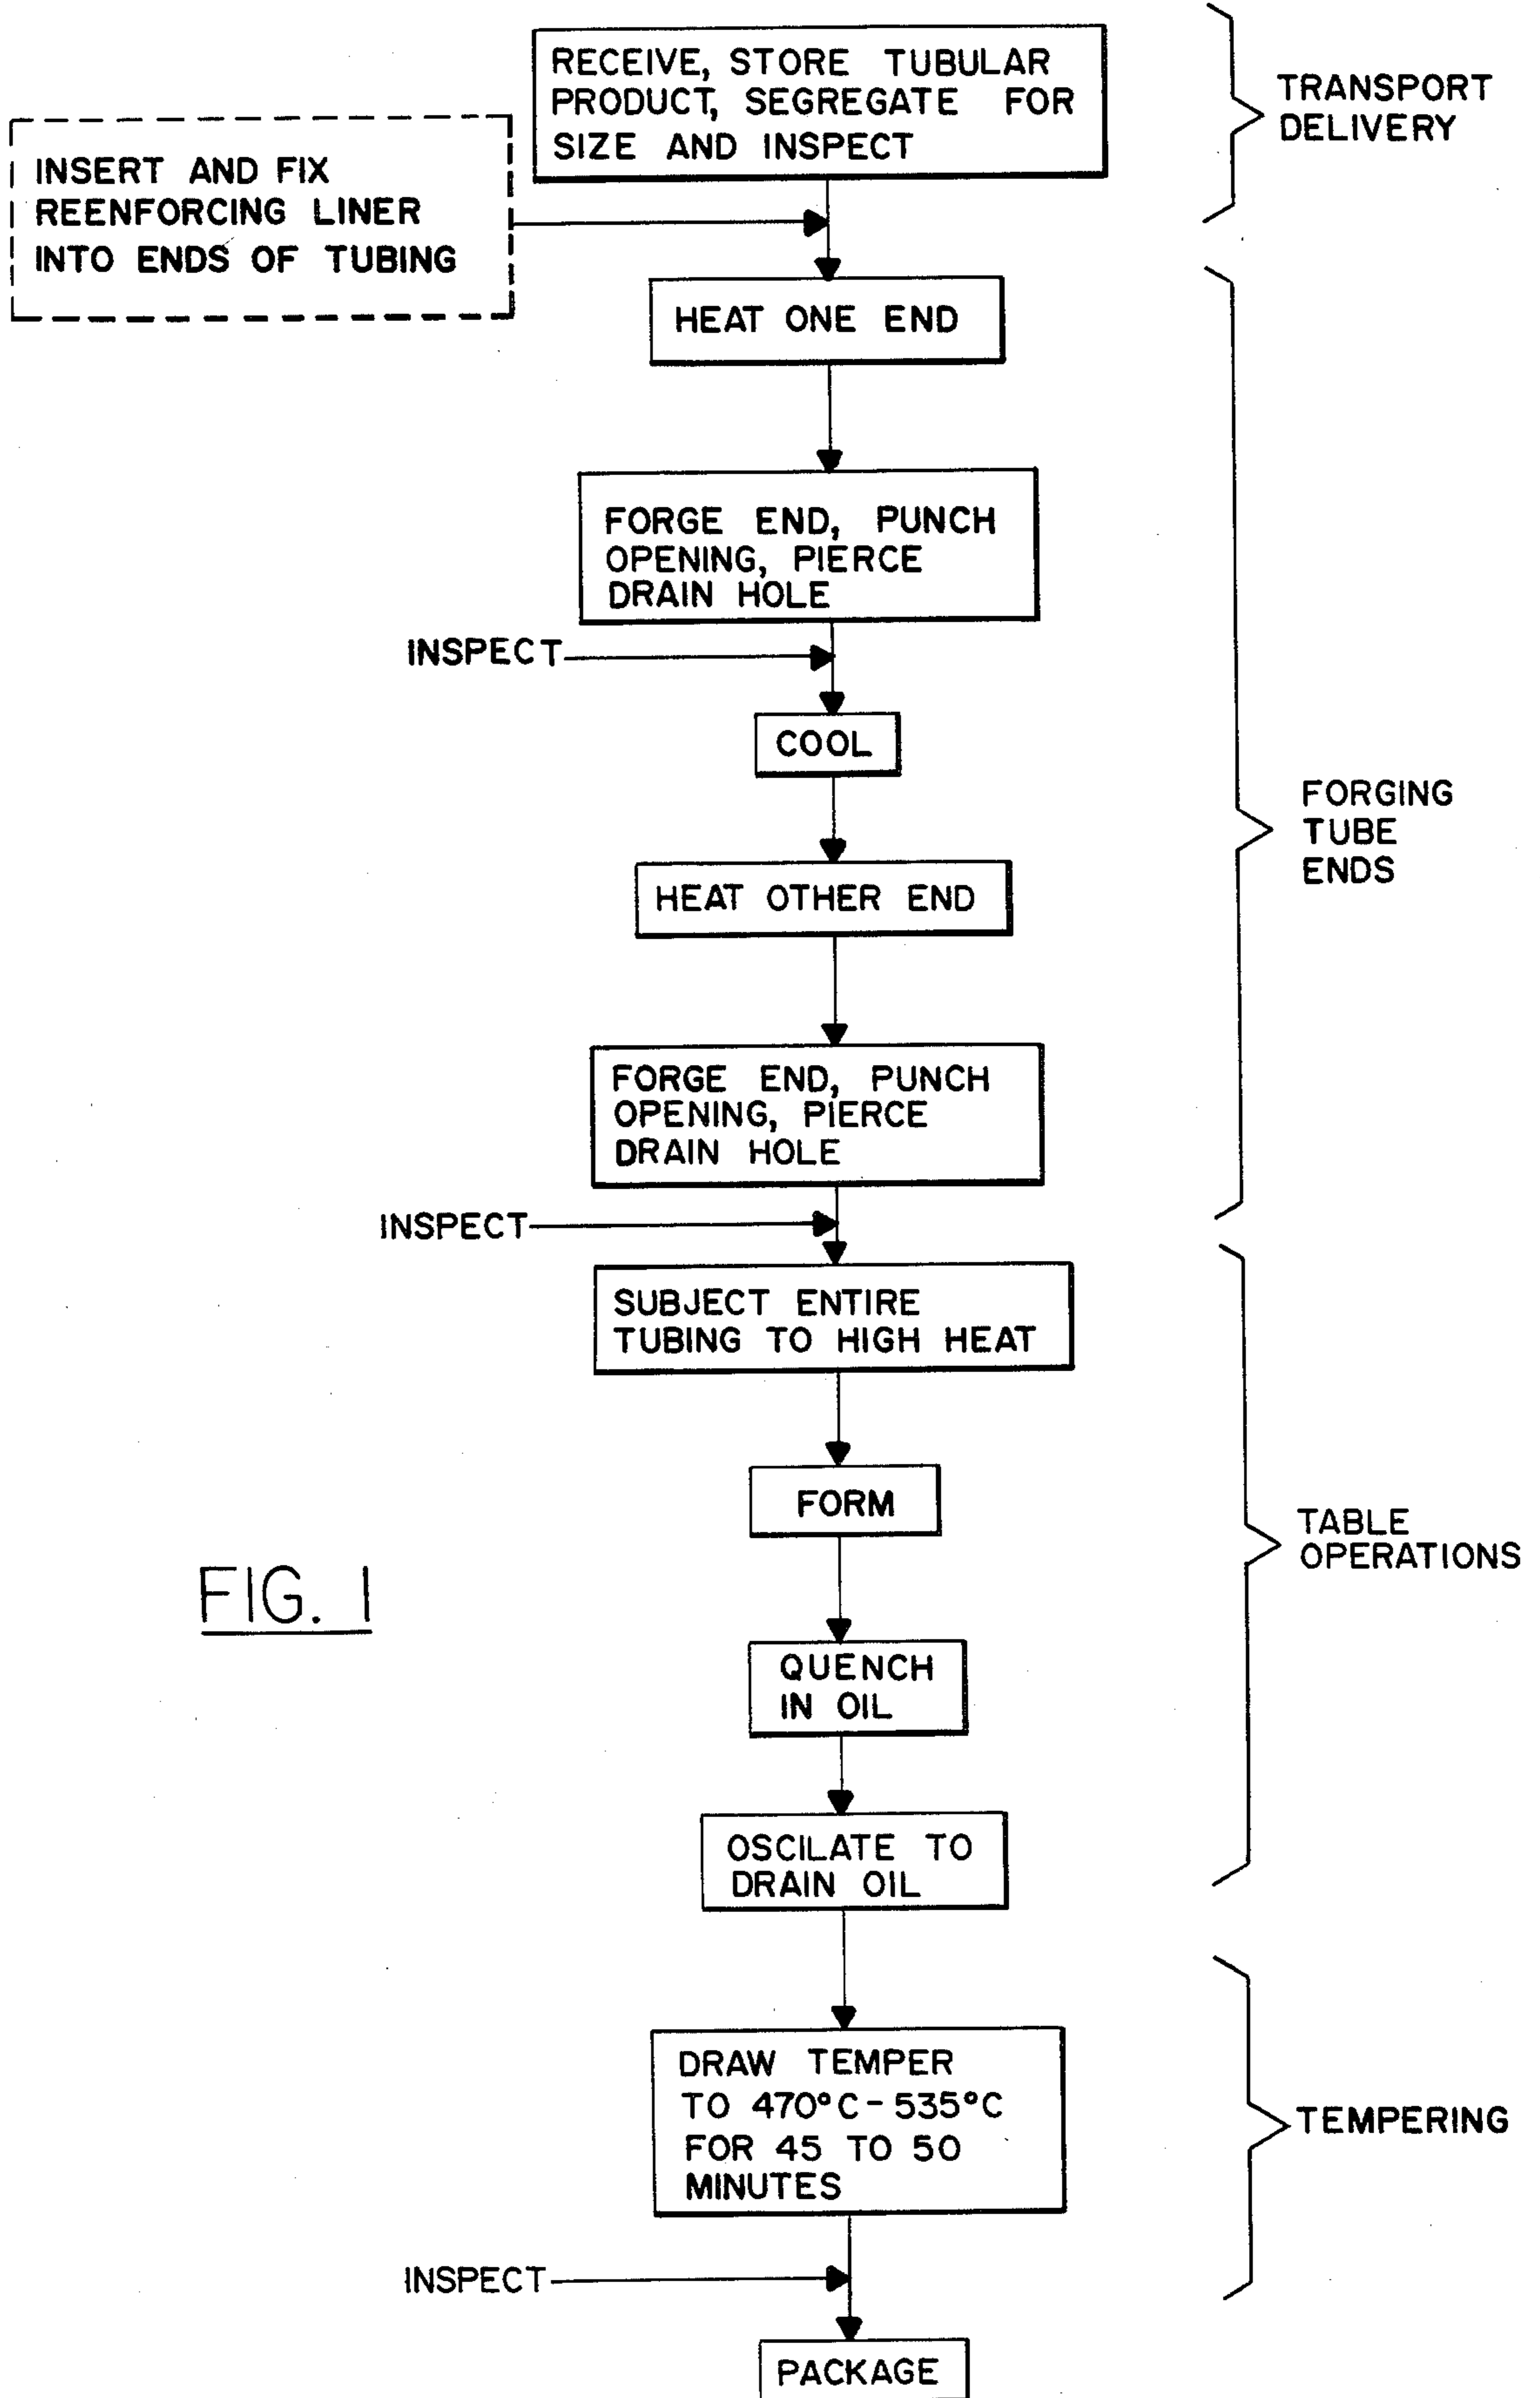 RECEIVE, STORE TUBULAR
PRODUCT, SEGREGATE FOR
SIZE AND INSPECT
TRANSPORT
DELIVERY
INSERT AND FIX
REENFORCING LINER
INTO ENDS OF TUBING
HEAT ONE END
FORGE END, PUNCH
OPENING, PIERCE
DRAIN HOLE
INSPECT
COOL
FORGING
TUBE
ENDS
HEAT OTHER END
FORGE END, PUNCH
OPENING, PIERCE
DRAIN HOLE
INSPECT
SUBJECT ENTIRE
TUBING TO HIGH HEAT
FORM
TABLE
OPERATIONS
FIG. 1
QUENCH
IN OIL
OSCILATE TO
DRAIN OIL
DRAW TEMPER
TO 470°C-535°C
FOR 45 TO 50
MINUTES
TEMPERING
INSPECT
PACKAGE